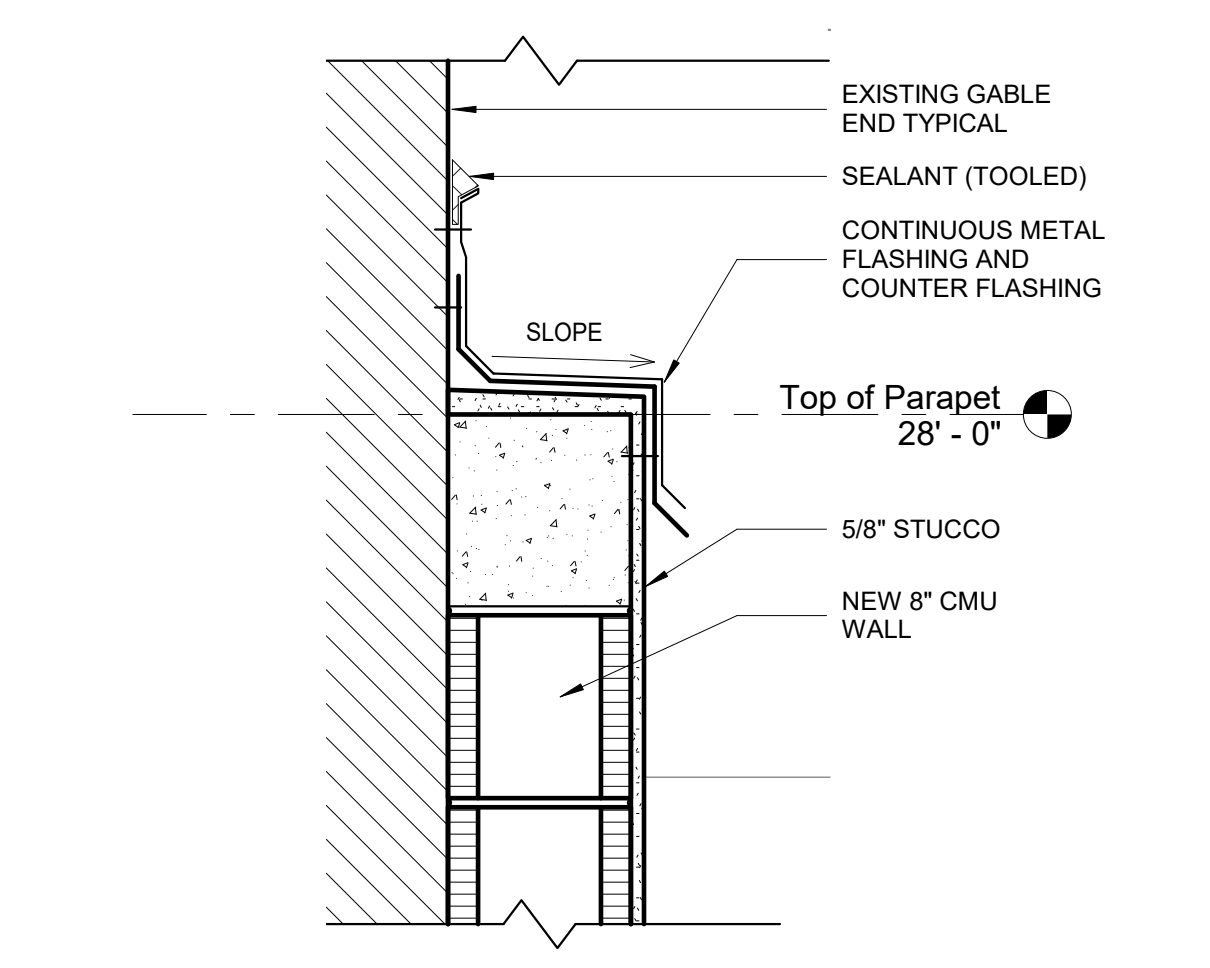 EXISTING GABLE
END TYPICAL
SEALANT (TOOLED)
CONTINUOUS METAL
FLASHING AND
COUNTER FLASHING
SLOPE
Top of Parapet
28' - 0"
5/8" STUCCO
NEW 8" CMU
WALL